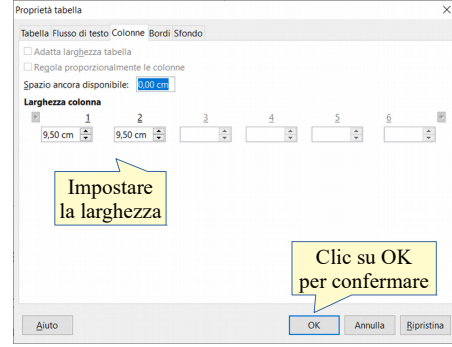 Proprietà tabella
Tabella Flusso di testo Colonne Bordi Sfondo
Adatta larghezza tabella
Regola proporzionalmente le colonne
Spazio ancora disponibile: 0,00 cm
Larghezza colonna
1 2 3 4 5 6
9,50 cm 9,50 cm
Impostare
la larghezza
Clic su OK
per confermare
Aiuto OK Annulla Ripristina